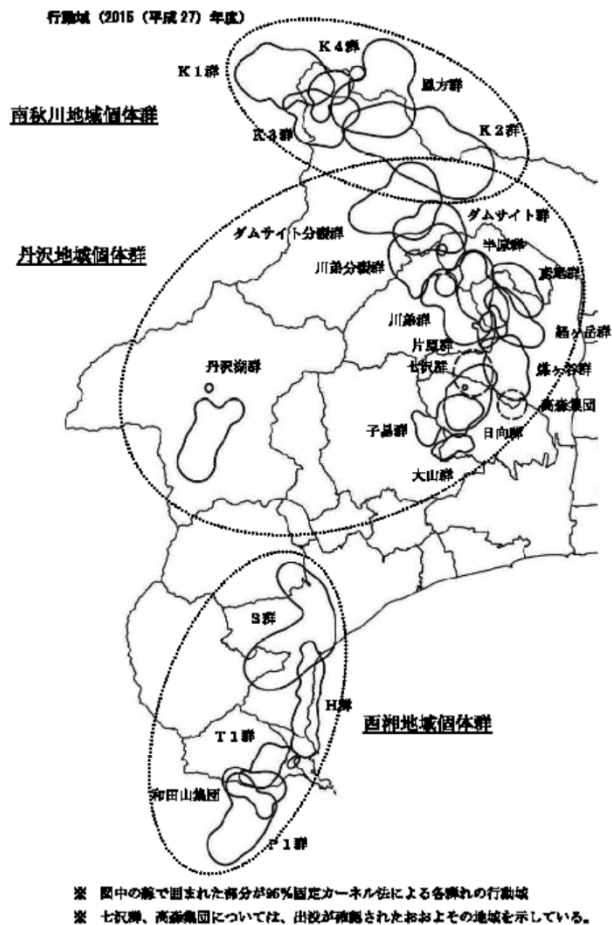 行動域（2015（平成27）年度）
K4群
K1群
鳳方群
南秋川地域個体群
K3群
K2群
ダムサイト群
ダムサイト分裂群
半原群
丹沢地域個体群
川弟分裂群
鳶尾群
川弟群
経ヶ岳群
片原群
丹沢湖群
七沢群
煤ヶ谷群
高森集団
子易群
日向群
大山群
S群
H群
西湘地域個体群
T1群
和田山集団
P1群
※ 図中の線で囲まれた部分が95%固定カーネル法による各群れの行動域
※ 七沢群、高森集団については、出没が確認されたおおよその地域を示している。